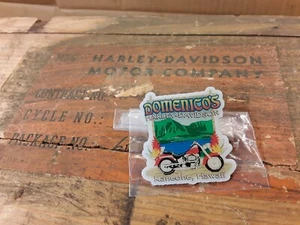 HARLEY-DAVIDSON
MOTOR COMPANY
CONTRACT NO.
CYCLE NO.:
PACKAGE NO.
DOMENICO'S
HARLEY-DAVIDSON
Kaneohe, Hawaii